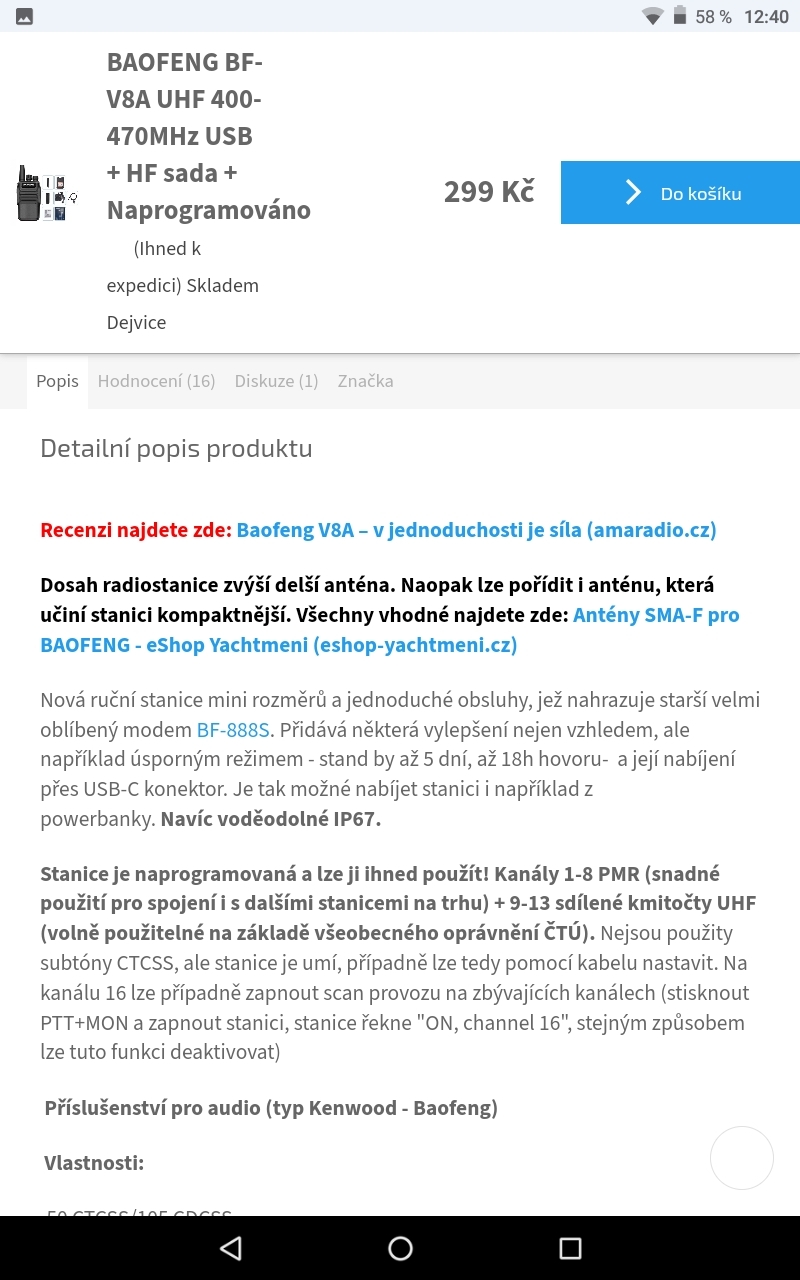 58 % 12:40
BAOFENG BF-
V8A UHF 400-
470MHz USB
+ HF sada +
Naprogramováno
(Ihned k
expedici) Skladem
Dejvice
299 Kč
Do košíku
Popis Hodnocení (16) Diskuze (1) Značka
Detailní popis produktu
Recenzi najdete zde: Baofeng V8A – v jednoduchosti je síla (amaradio.cz)
Dosah radiostanice zvýší delší anténa. Naopak lze pořídit i anténu, která
učiní stanici kompaktnější. Všechny vhodné najdete zde: Antény SMA-F pro
BAOFENG - eShop Yachtmeni (eshop-yachtmeni.cz)
Nová ruční stanice mini rozměrů a jednoduché obsluhy, jež nahrazuje starší velmi
oblíbený modem BF-888S. Přidává některá vylepšení nejen vzhledem, ale
například úsporným režimem - stand by až 5 dní, až 18h hovoru- a její nabíjení
přes USB-C konektor. Je tak možné nabíjet stanici i například z
powerbanky. Navíc voděodolné IP67.
Stanice je naprogramovaná a lze ji ihned použít! Kanály 1-8 PMR (snadné
použití pro spojení i s dalšími stanicemi na trhu) + 9-13 sdílené kmitočty UHF
(volně použitelné na základě všeobecného oprávnění ČTÚ). Nejsou použity
subtóny CTCSS, ale stanice je umí, případně lze tedy pomocí kabelu nastavit. Na
kanálu 16 lze případně zapnout scan provozu na zbývajících kanálech (stisknout
PTT+MON a zapnout stanici, stanice řekne "ON, channel 16", stejným způsobem
lze tuto funkci deaktivovat)
Příslušenství pro audio (typ Kenwood - Baofeng)
Vlastnosti:
50 CTCSS/105 CDCSS